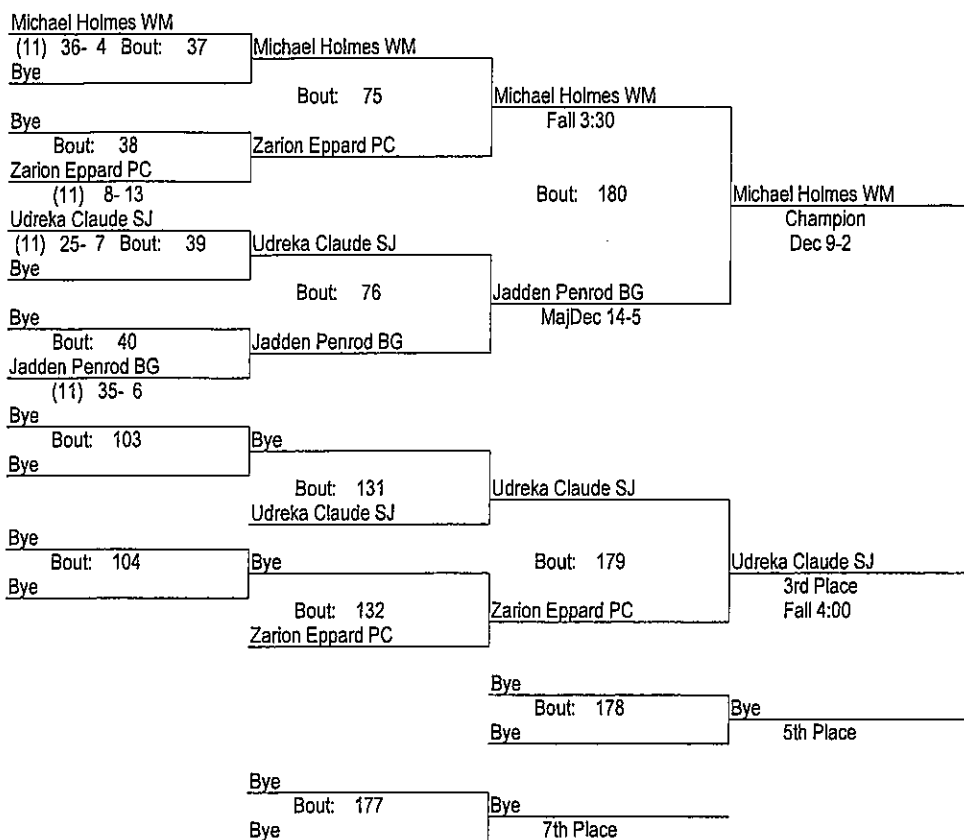 Michael Holmes WM
(11) 36- 4 Bout: 37
Bye
Michael Holmes WM
Bout: 75
Bye
Bout: 38
Zarion Eppard PC
(11) 8- 13
Zarion Eppard PC
Michael Holmes WM
Fall 3:30
Bout: 180
Udreka Claude SJ
(11) 25- 7 Bout: 39
Bye
Udreka Claude SJ
Bout: 76
Bye
Bout: 40
Jadden Penrod BG
(11) 35- 6
Jadden Penrod BG
Jadden Penrod BG
MajDec 14-5
Michael Holmes WM
Champion
Dec 9-2
Bye
Bout: 103
Bye
Bye
Bout: 131
Udreka Claude SJ
Udreka Claude SJ
Bye
Bout: 104
Bye
Bye
Bout: 132
Zarion Eppard PC
Bout: 179
Zarion Eppard PC
Udreka Claude SJ
3rd Place
Fall 4:00
Bye
Bout: 178
Bye
Bye
5th Place
Bye
Bout: 177
Bye
Bye
7th Place